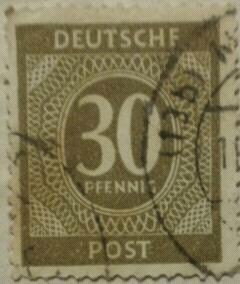 DEUTSCHE
30
PFENNIG
POST